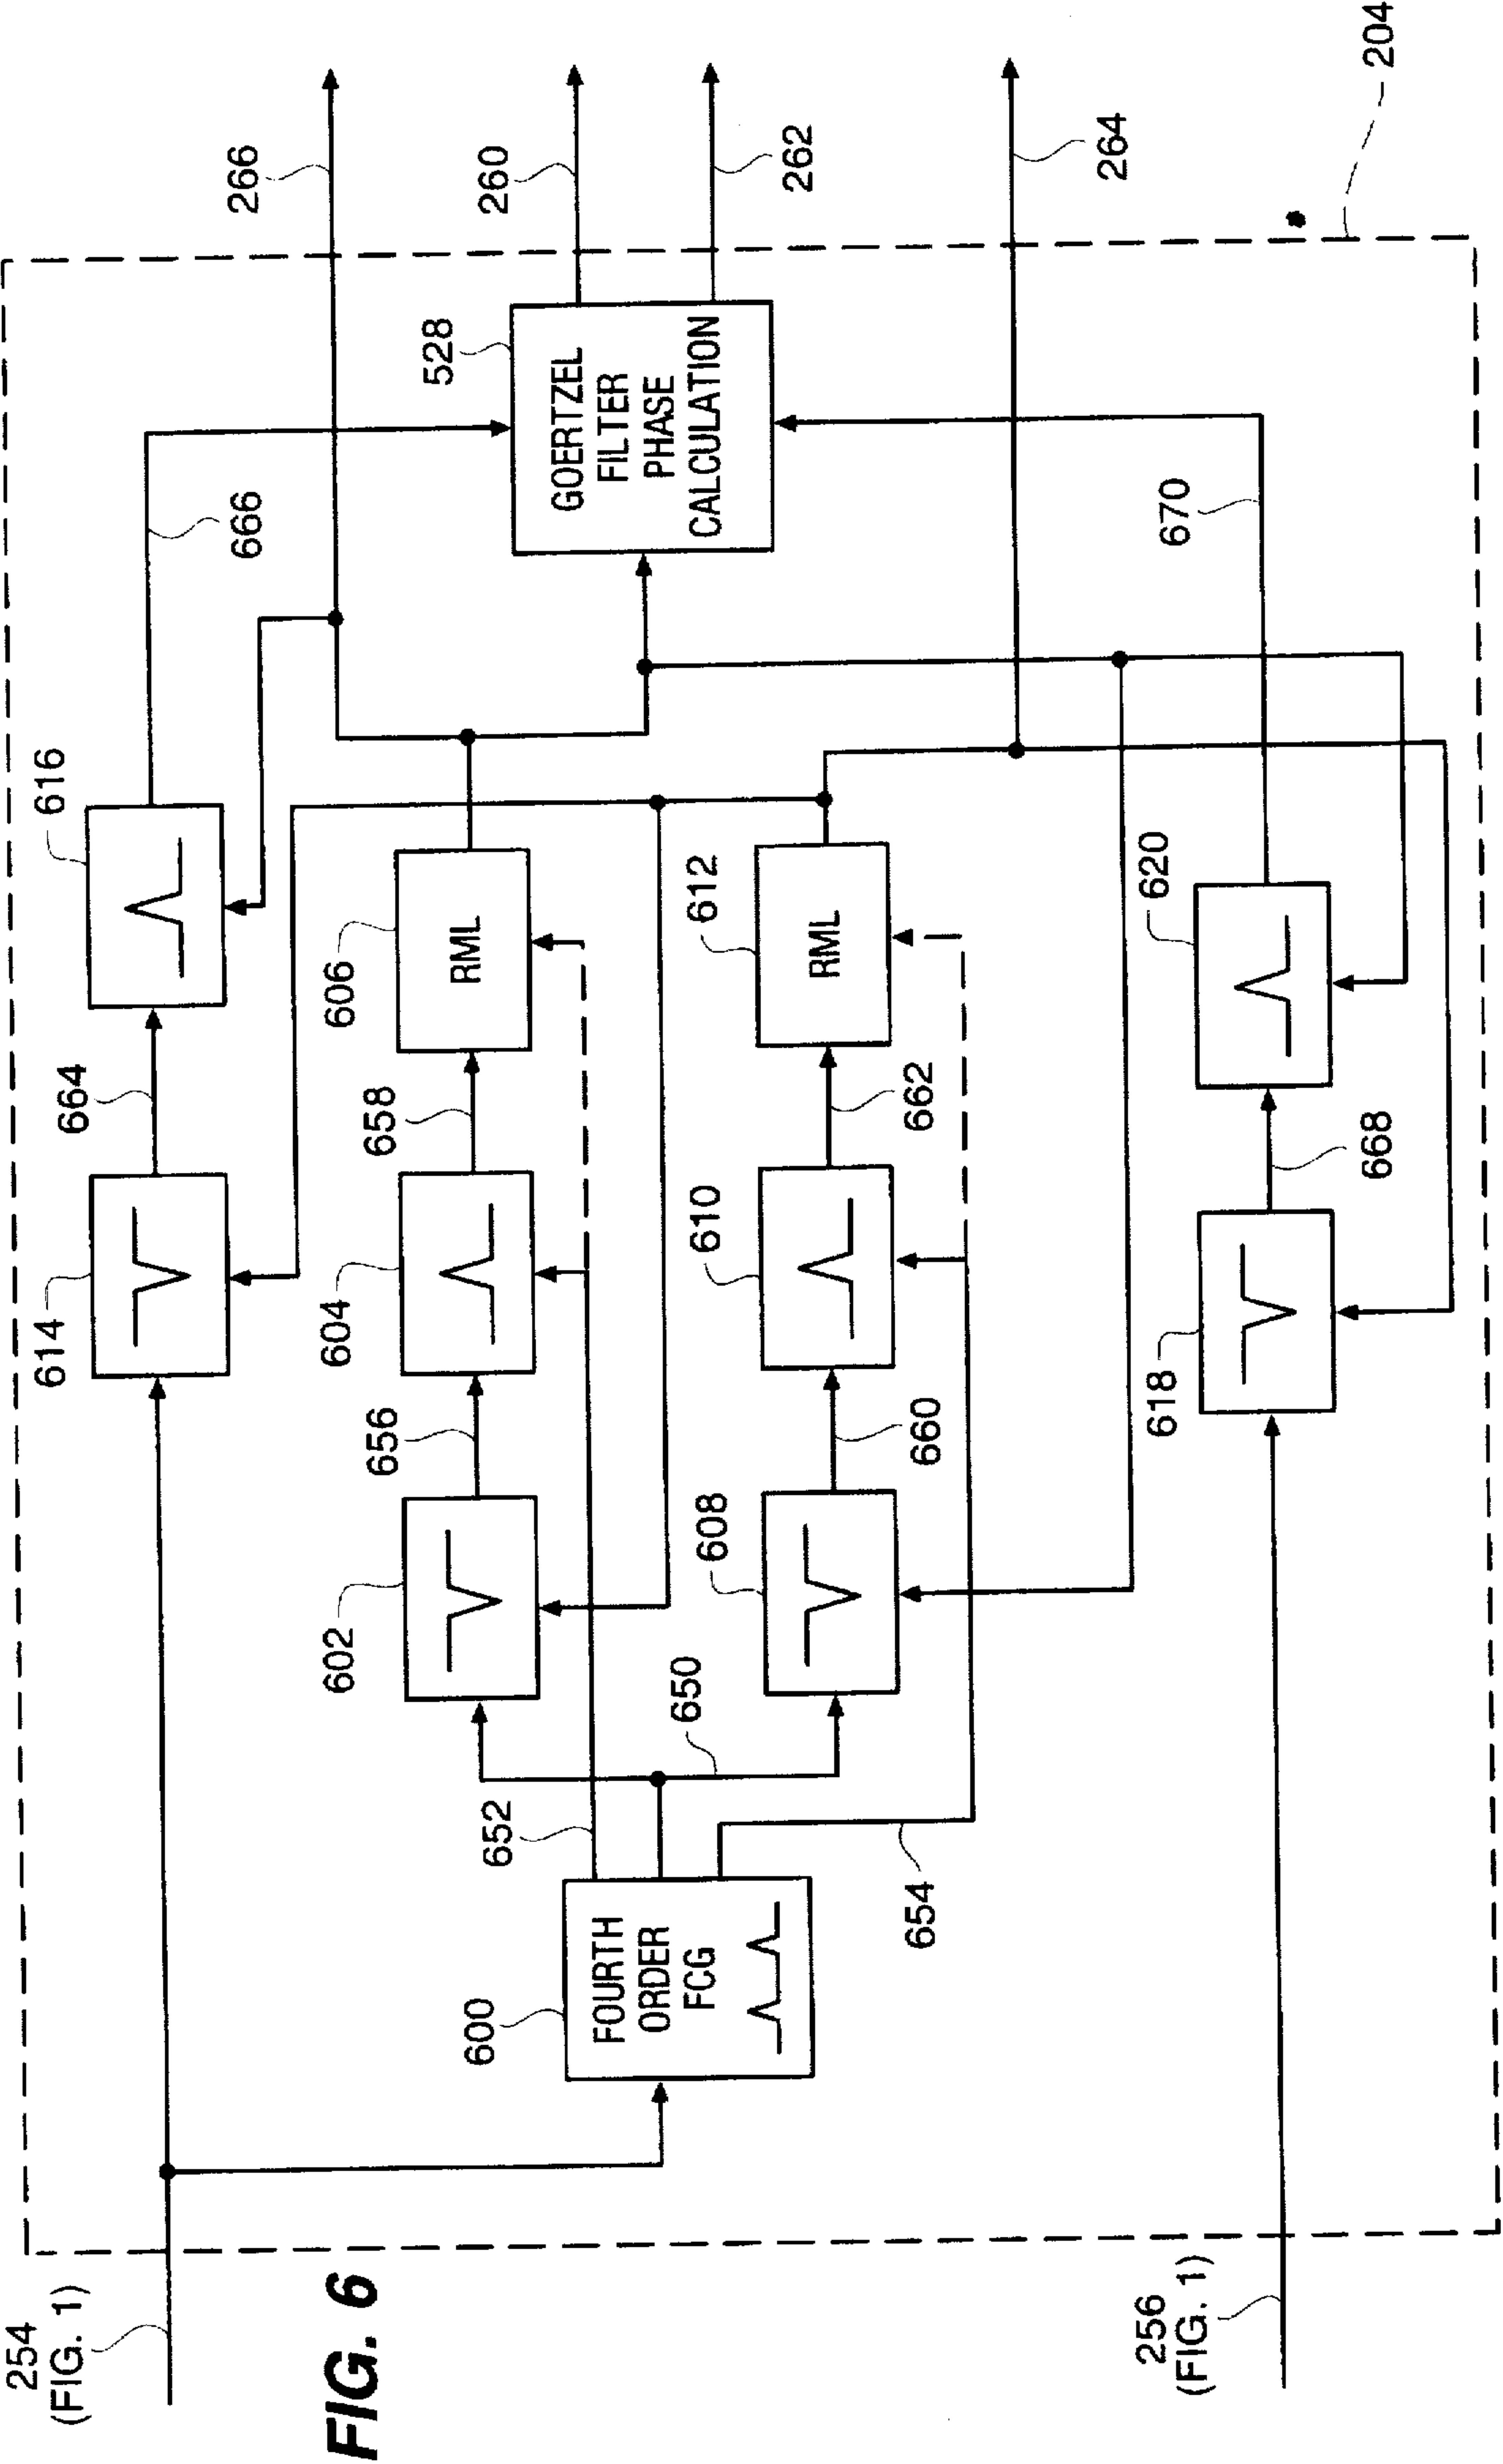 FIG. 6
254
(FIG. 1)
256
(FIG. 1)
204
266
260
262
264
528
GOERTZEL
FILTER
PHASE
CALCULATION
666
670
616
664
614
606
RML
658
604
656
602
612
RML
662
610
660
608
620
668
618
650
652
654
600
FOURTH
ORDER
FCG